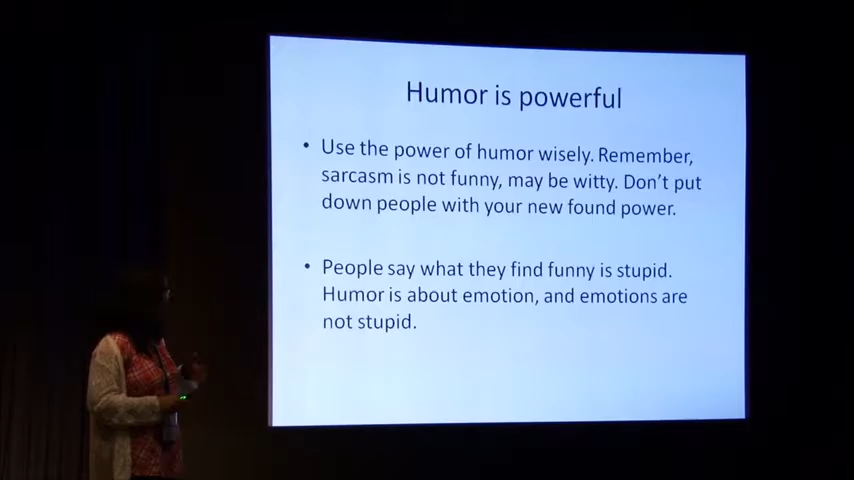 Humor is powerful
• Use the power of humor wisely. Remember,
sarcasm is not funny, may be witty. Don't put
down people with your new found power.
• People say what they find funny is stupid.
Humor is about emotion, and emotions are
not stupid.